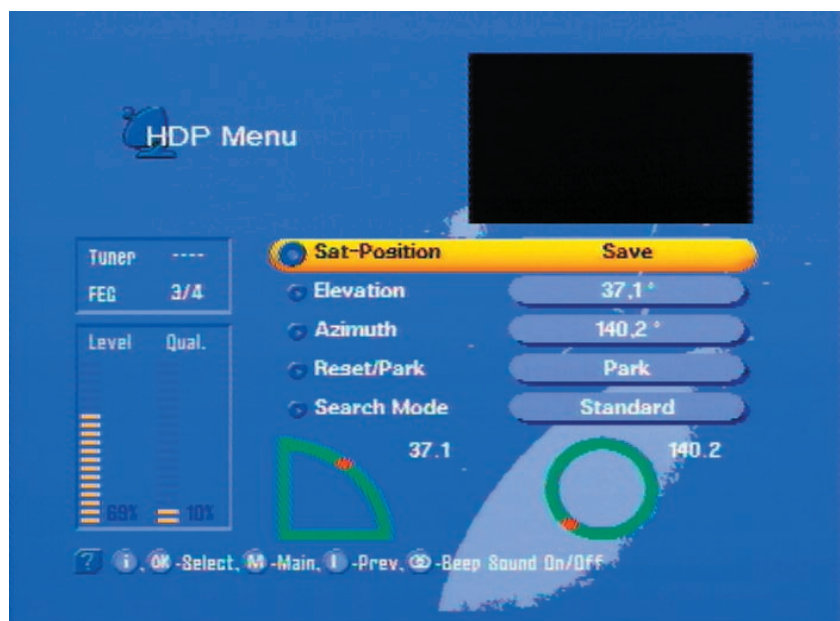 HDP Menu
Tuner ----
FEC 3/4
Level Qual.
69% 10%
Sat-Position Save
Elevation 37,1°
Azimuth 140,2°
Reset/Park Park
Search Mode Standard
37.1 140.2
? i, OK -Select, M -Main, I -Prev, -Beep Sound On/Off